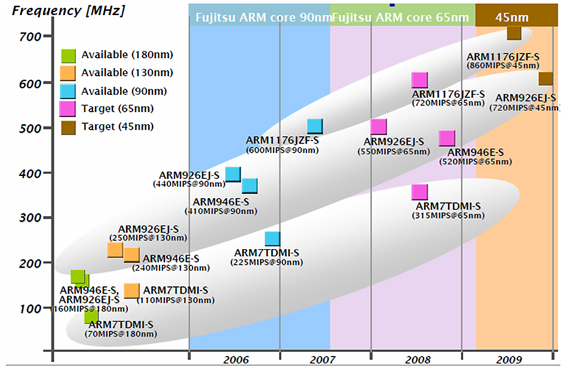 Frequency [MHz]
Fujitsu ARM core 90nm
Fujitsu ARM core 65nm
45nm
700
600
500
400
300
200
100
Available (180nm)
Available (130nm)
Available (90nm)
Target (65nm)
Target (45nm)
ARM1176JZF-S
(860MIPS@45nm)
ARM1176JZF-S
(720MIPS@65nm)
ARM926EJ-S
(720MIPS@45nm)
ARM1176JZF-S
(600MIPS@90nm)
ARM926EJ-S
(550MIPS@65nm)
ARM946E-S
(520MIPS@65nm)
ARM926EJ-S
(440MIPS@90nm)
ARM946E-S
(410MIPS@90nm)
ARM7TDMI-S
(315MIPS@65nm)
ARM926EJ-S
(250MIPS@130nm)
ARM946E-S
(240MIPS@130nm)
ARM7TDMI-S
(225MIPS@90nm)
ARM946E-S,
ARM926EJ-S
(160MIPS@180nm)
ARM7TDMI-S
(110MIPS@130nm)
ARM7TDMI-S
(70MIPS@180nm)
2006
2007
2008
2009